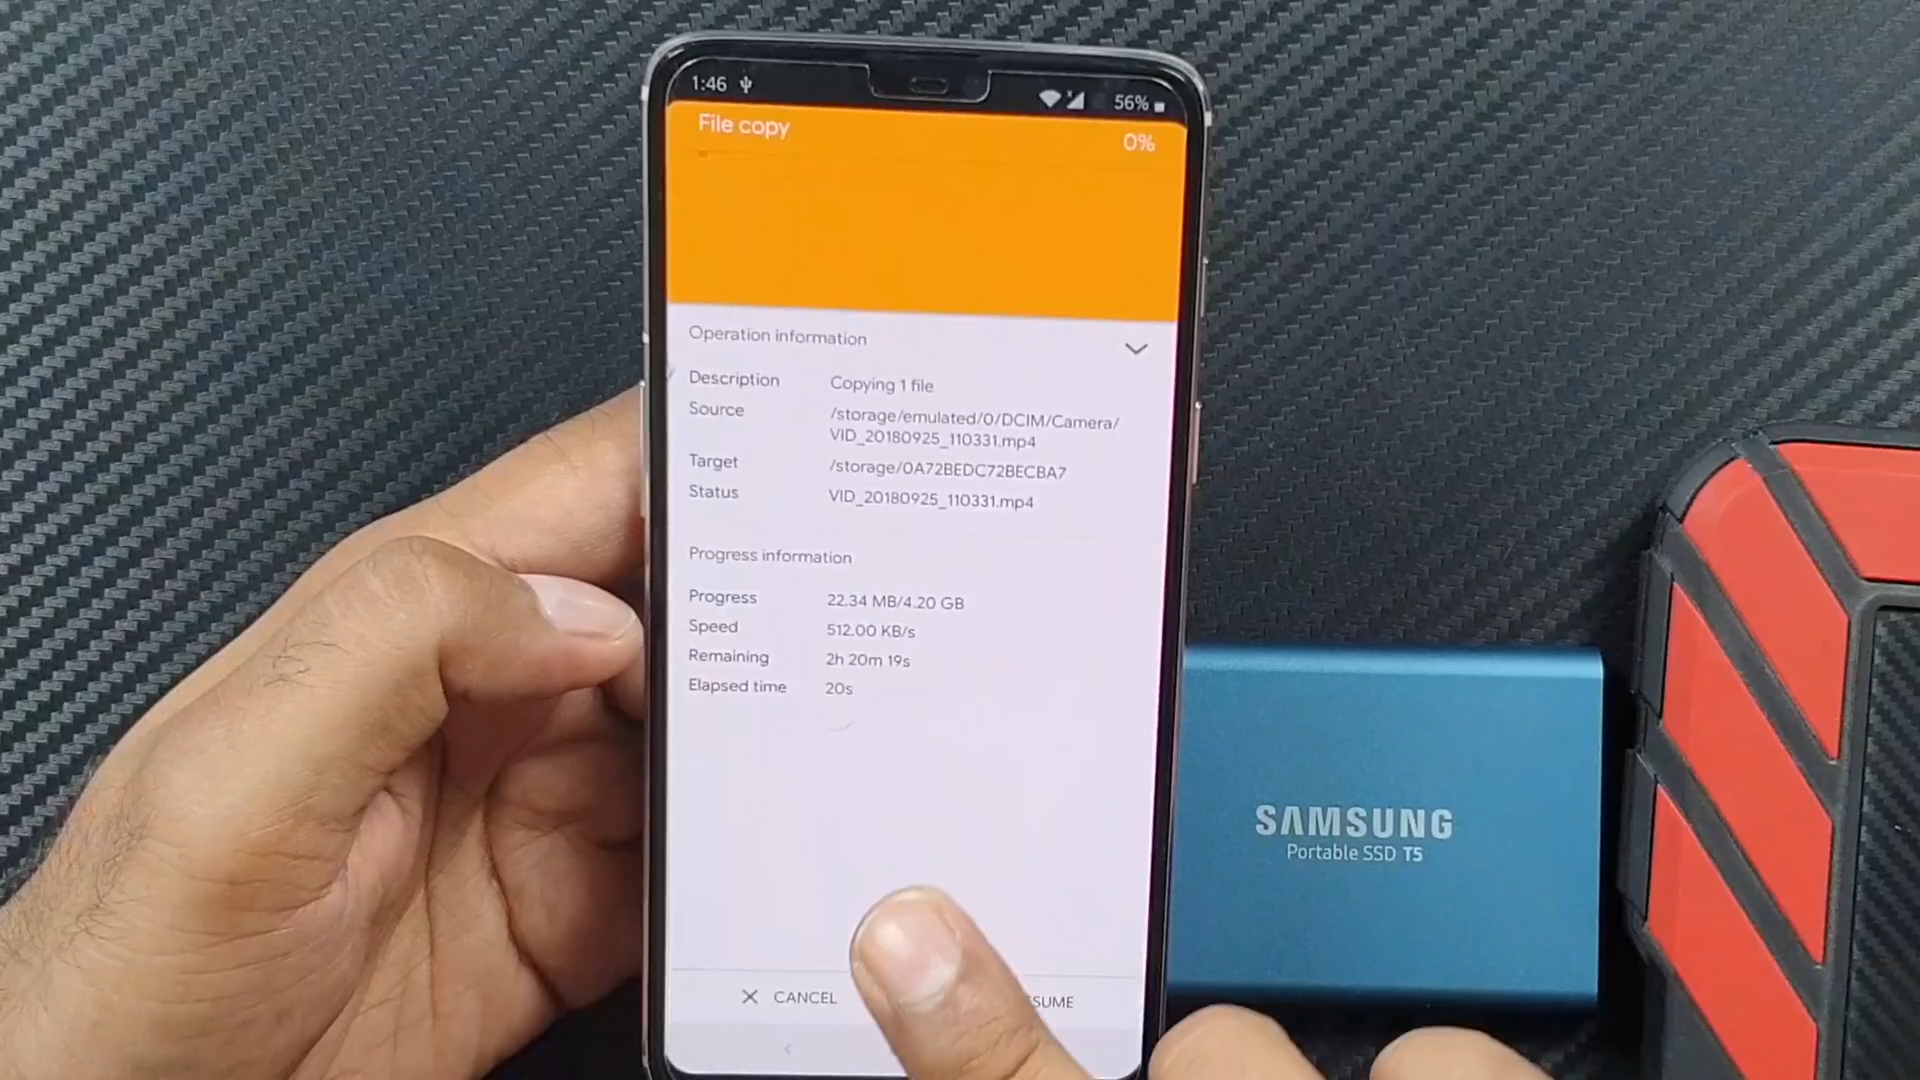 1:46 56%
File copy 0%
Operation information
Description Copying 1 file
Source /storage/emulated/0/DCIM/Camera/
VID_20180925_110331.mp4
Target /storage/0A72BEDC72BECBA7
Status VID_20180925_110331.mp4
Progress information
Progress 22.34 MB/4.20 GB
Speed 512.00 KB/s
Remaining 2h 20m 19s
Elapsed time 20s
CANCEL
SAMSUNG
Portable SSD T5